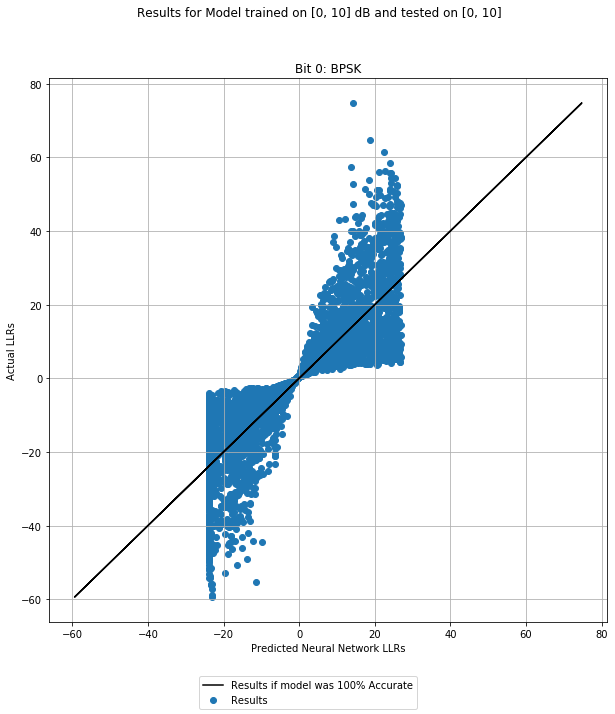 Results for Model trained on [0, 10] dB and tested on [0, 10]
Bit 0: BPSK
80
60
40
20
0
−20
−40
−60
Actual LLRs
−60 −40 −20 0 20 40 60 80
Predicted Neural Network LLRs
Results if model was 100% Accurate
Results